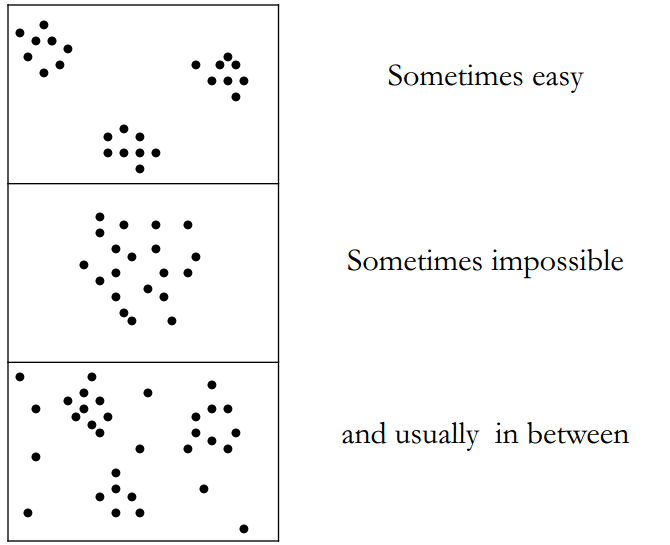 Sometimes easy
Sometimes impossible
and usually in between